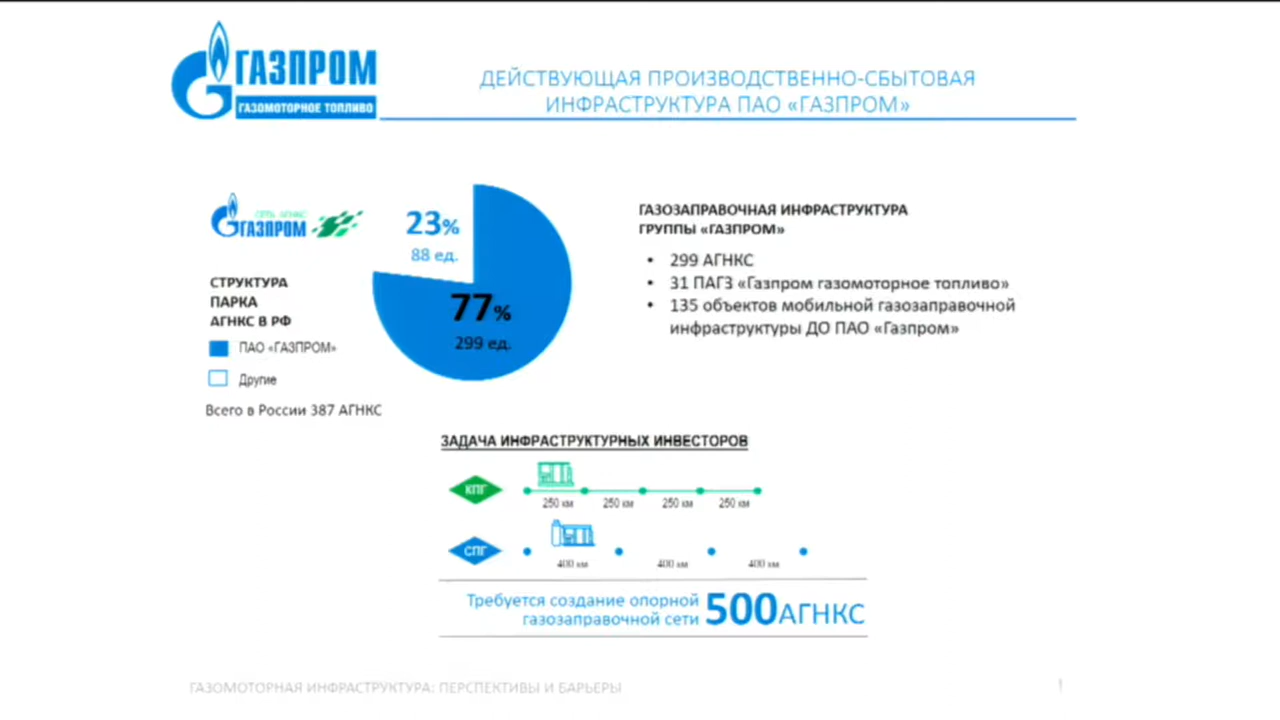 ГАЗПРОМ
ГАЗОМОТОРНОЕ ТОПЛИВО
ДЕЙСТВУЮЩАЯ ПРОИЗВОДСТВЕННО-СБЫТОВАЯ
ИНФРАСТРУКТУРА ПАО «ГАЗПРОМ»
СЕТЬ АГНКС
ГАЗПРОМ
23%
88 ед.
77%
299 ед.
СТРУКТУРА
ПАРКА
АГНКС В РФ
ПАО «ГАЗПРОМ»
Другие
Всего в России 387 АГНКС
ГАЗОЗАПРАВОЧНАЯ ИНФРАСТРУКТУРА
ГРУППЫ «ГАЗПРОМ»
• 299 АГНКС
• 31 ПАГЗ «Газпром газомоторное топливо»
• 135 объектов мобильной газозаправочной
инфраструктуры ДО ПАО «Газпром»
ЗАДАЧА ИНФРАСТРУКТУРНЫХ ИНВЕСТОРОВ
КПГ
250 км 250 км 250 км 250 км
СПГ
400 км 400 км 400 км
Требуется создание опорной
газозаправочной сети 500 АГНКС
ГАЗОМОТОРНАЯ ИНФРАСТРУКТУРА: ПЕРСПЕКТИВЫ И БАРЬЕРЫ